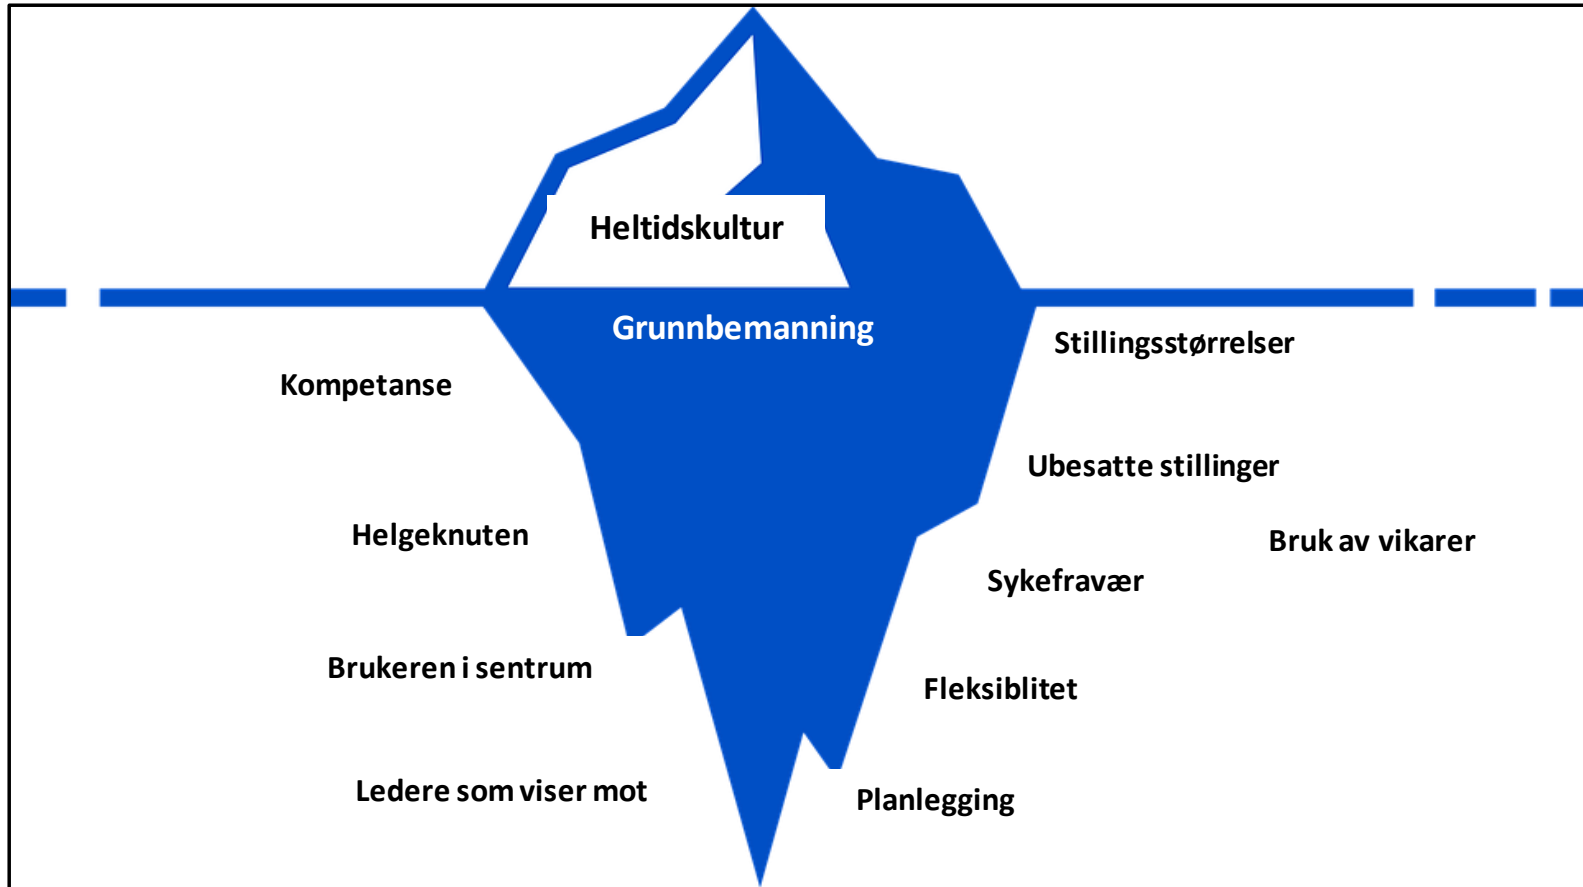 Heltidskultur
Grunnbemanning
Stillingsstørrelser
Kompetanse
Ubesatte stillinger
Helgeknuten
Bruk av vikarer
Sykefravær
Brukeren i sentrum
Fleksiblitet
Ledere som viser mot
Planlegging